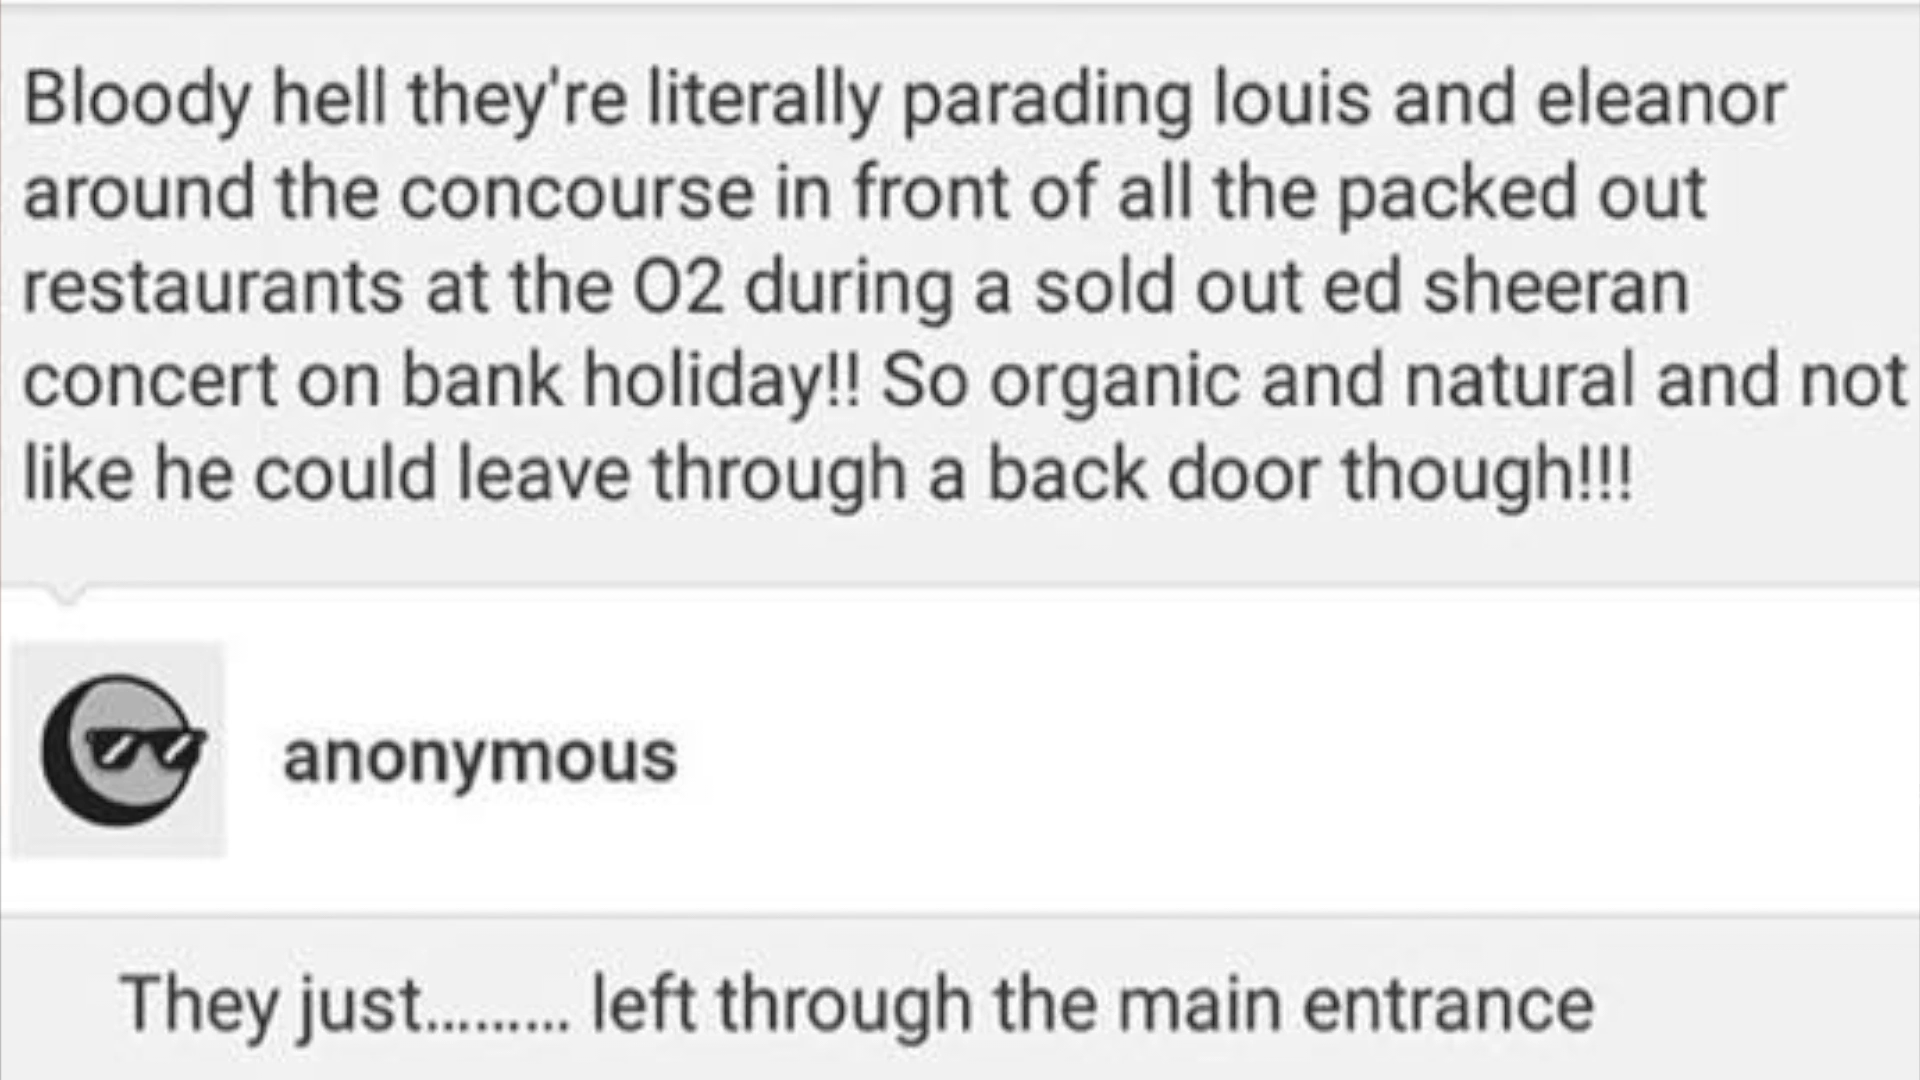 Bloody hell they're literally parading louis and eleanor
around the concourse in front of all the packed out
restaurants at the O2 during a sold out ed sheeran
concert on bank holiday!! So organic and natural and not
like he could leave through a back door though!!!
anonymous
They just......... left through the main entrance